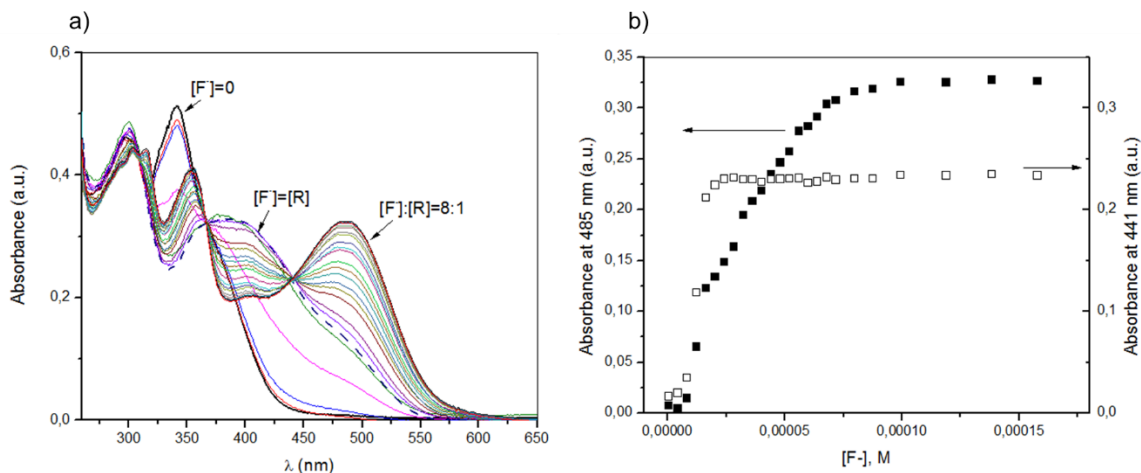 a)
[F⁻]=0
[F⁻]=[R]
[F⁻]:[R]=8:1
0,6
0,4
0,2
0,0
Absorbance (a.u.)
300 350 400 450 500 550 600 650
λ (nm)
b)
0,35
0,30
0,25
0,20
0,15
0,10
0,05
0,00
Absorbance at 485 nm (a.u.)
0,3
0,2
0,1
0,0
Absorbance at 441 nm (a.u.)
0,00000 0,00005 0,00010 0,00015
[F-], M